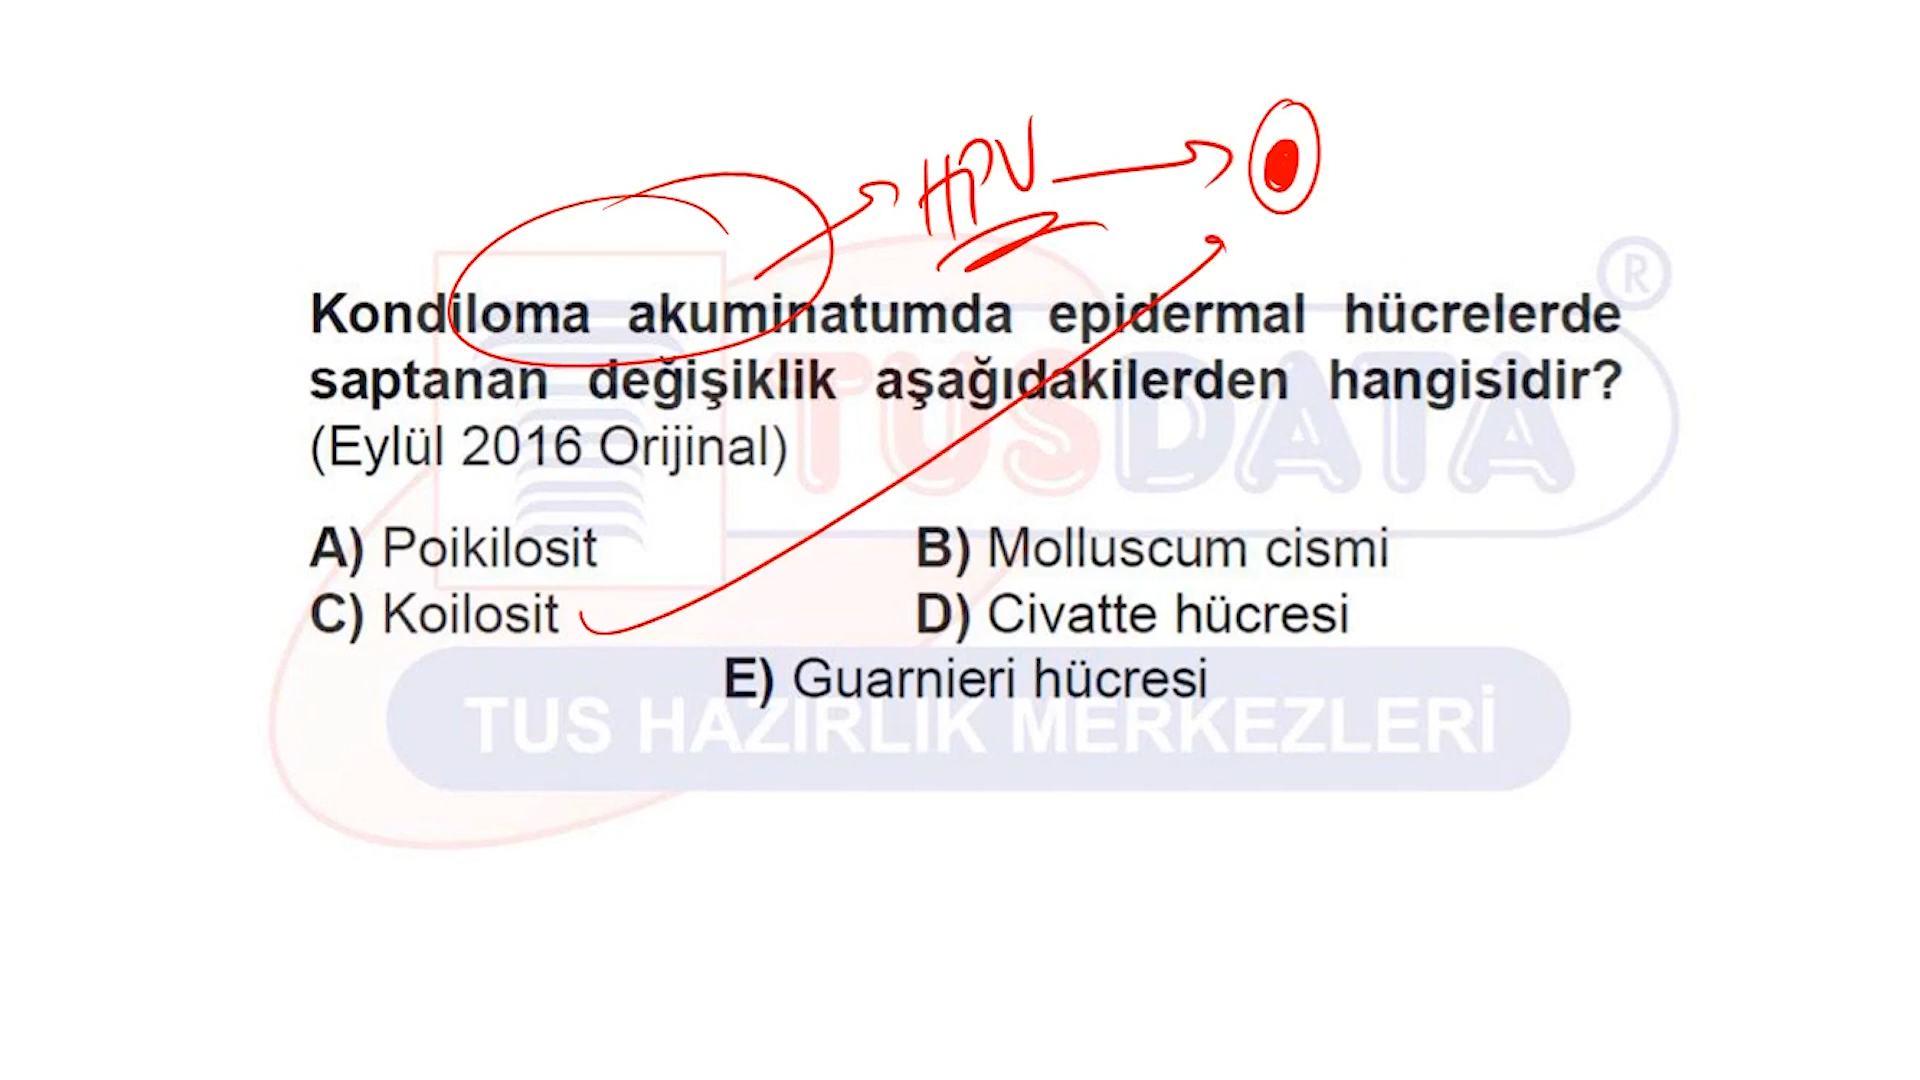 HPV
Kondiloma akuminatumda epidermal hücrelerde
saptanan değişiklik aşağıdakilerden hangisidir?
(Eylül 2016 Orijinal)
A) Poikilosit B) Molluscum cismi
C) Koilosit D) Civatte hücresi
E) Guarnieri hücresi
TUSDATA ®
TUS HAZIRLIK MERKEZLERİ